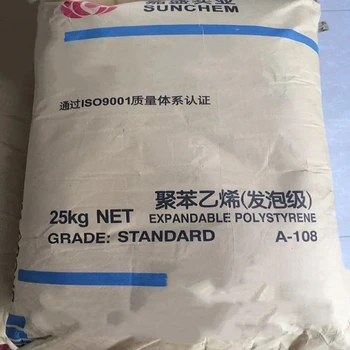 SUNCHEM
通过ISO9001质量体系认证
聚苯乙烯(发泡级)
25kg NET EXPANDABLE POLYSTYRENE
GRADE: STANDARD A-108